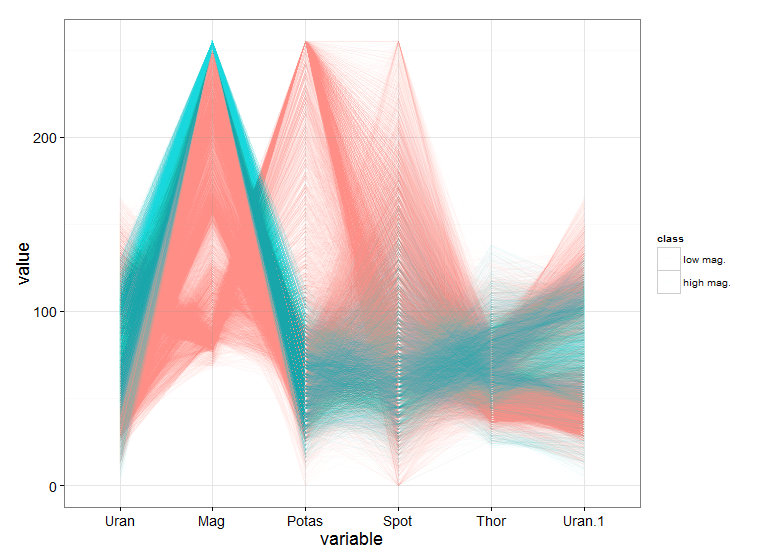 value
200
100
0
Uran Mag Potas Spot Thor Uran.1
variable
class
low mag.
high mag.